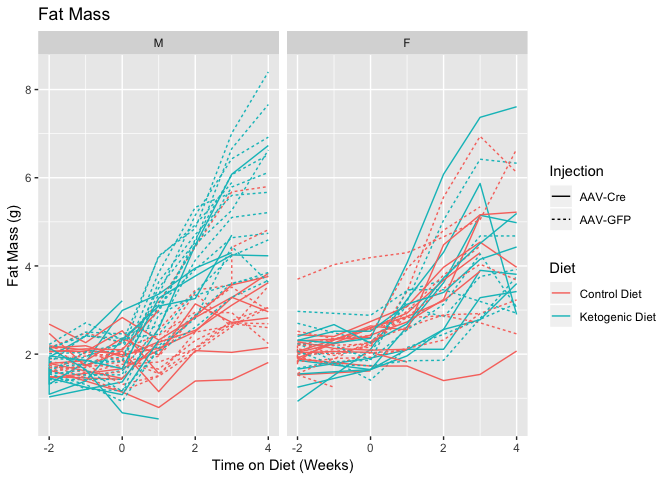 Fat Mass
M
F
8
6
4
2
-2
0
2
4
-2
0
2
4
Fat Mass (g)
Time on Diet (Weeks)
Injection
AAV-Cre
AAV-GFP
Diet
Control Diet
Ketogenic Diet